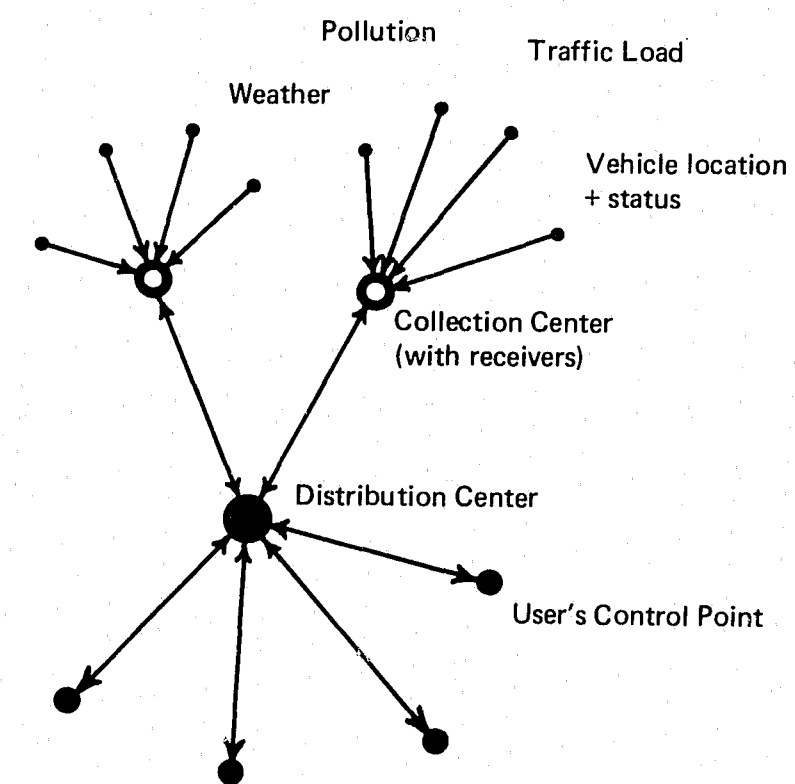 Pollution
Traffic Load
Weather
Vehicle location
+ status
Collection Center
(with receivers)
Distribution Center
User's Control Point